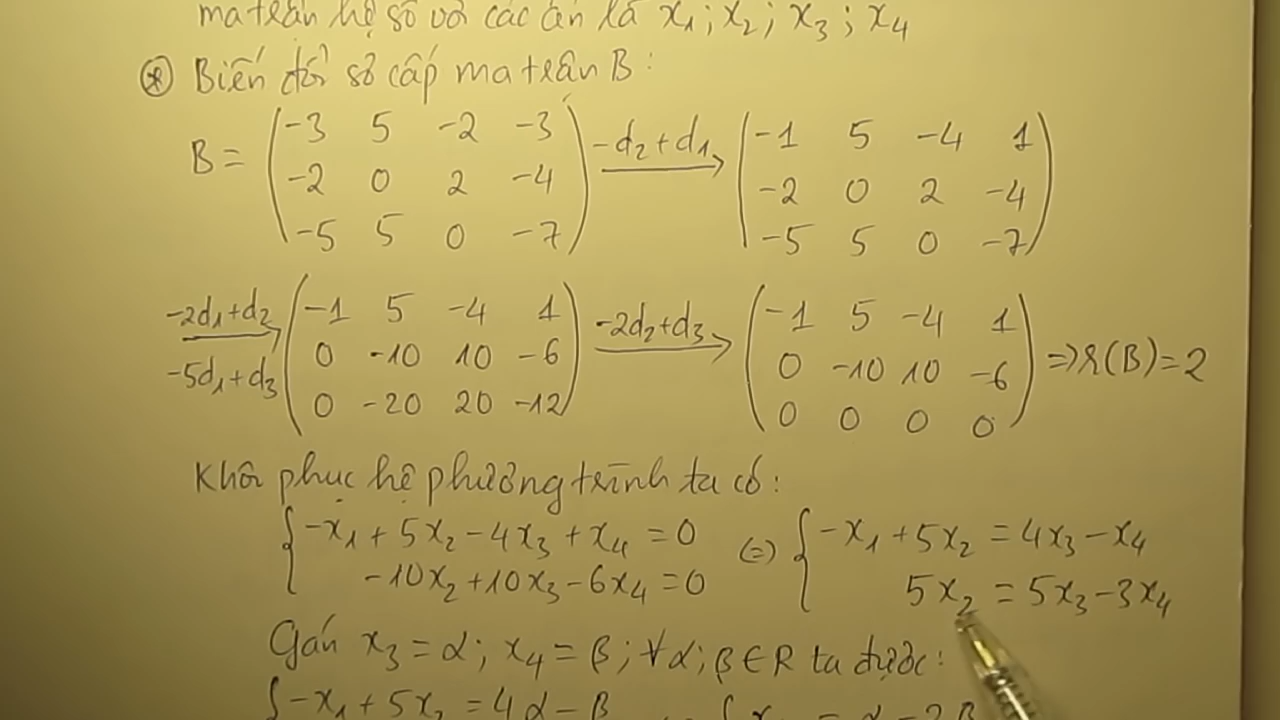 ma trận hệ số với các ẩn là x₁; x₂; x₃; x₄
⊛ Biến đổi sơ cấp ma trận B:
B = (-3 5 -2 -3; -2 0 2 -4; -5 5 0 -7) -d₂+d₁→ (-1 5 -4 1; -2 0 2 -4; -5 5 0 -7)
-2d₁+d₂ -5d₁+d₃→ (-1 5 -4 1; 0 -10 10 -6; 0 -20 20 -12) -2d₂+d₃→ (-1 5 -4 1; 0 -10 10 -6; 0 0 0 0) => r(B)=2
Khôi phục hệ phương trình ta có:
{ -x₁ + 5x₂ - 4x₃ + x₄ = 0 (=) { -x₁ + 5x₂ = 4x₃ - x₄
-10x₂ + 10x₃ - 6x₄ = 0 5x₂ = 5x₃ - 3x₄
Gán x₃ = α; x₄ = β; ∀α; β ∈ R ta được:
{ -x₁ + 5x₂ = 4α - β